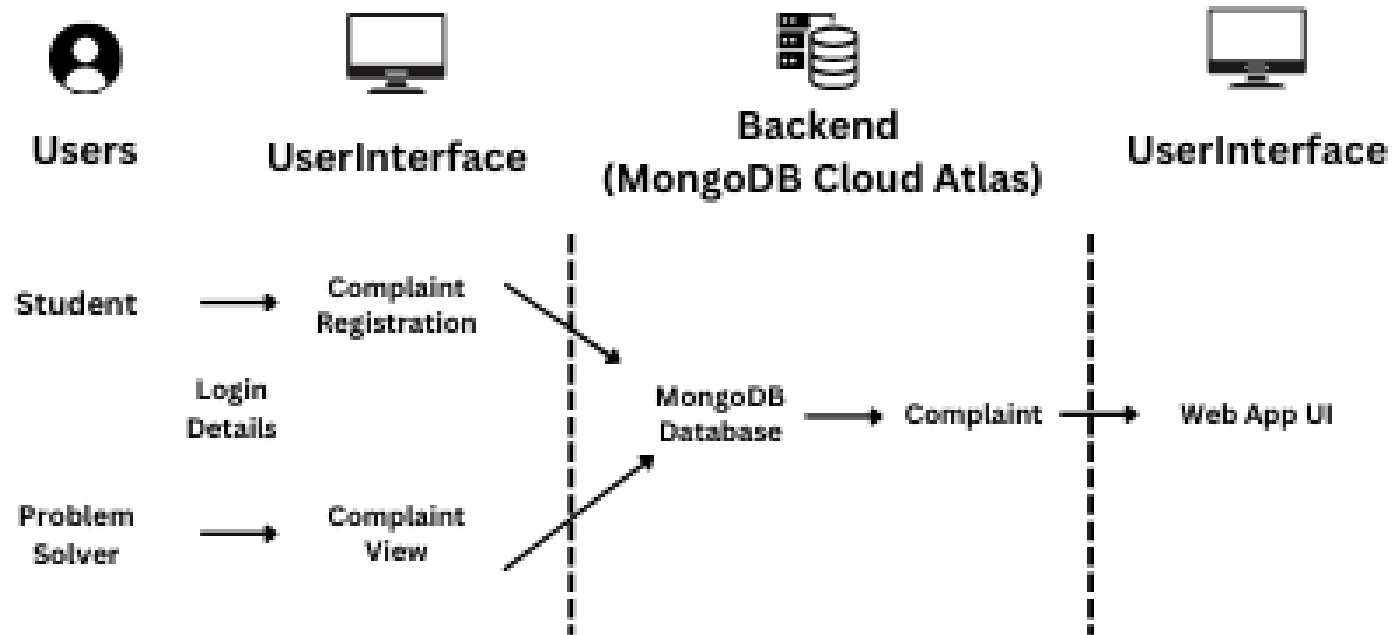 Users
UserInterface
Backend
(MongoDB Cloud Atlas)
UserInterface
Student
Complaint
Registration
Login
Details
MongoDB
Database
Complaint
Web App UI
Problem
Solver
Complaint
View